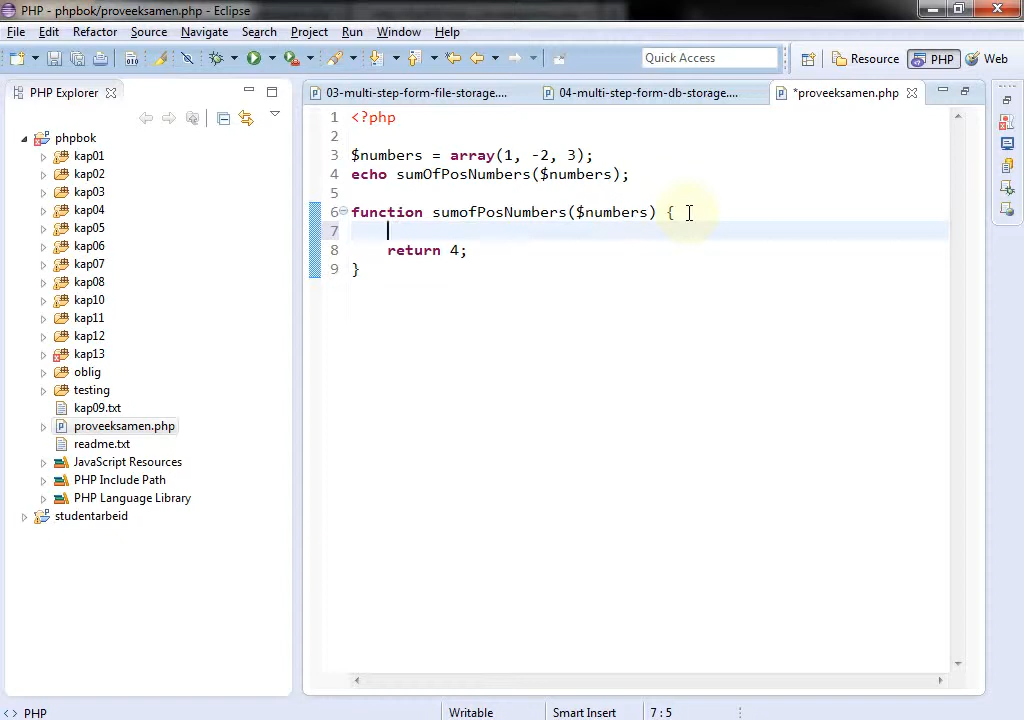 PHP - phpbok/proveeksamen.php - Eclipse
File Edit Refactor Source Navigate Search Project Run Window Help
Quick Access
Resource PHP Web
PHP Explorer
03-multi-step-form-file-storage....
04-multi-step-form-db-storage....
*proveeksamen.php
phpbok
kap01
kap02
kap03
kap04
kap05
kap06
kap07
kap08
kap10
kap11
kap12
kap13
oblig
testing
kap09.txt
proveeksamen.php
readme.txt
JavaScript Resources
PHP Include Path
PHP Language Library
studentarbeid
1 <?php
2
3 $numbers = array(1, -2, 3);
4 echo sumOfPosNumbers($numbers);
5
6 function sumofPosNumbers($numbers) {
7
8 return 4;
9 }
<> PHP
Writable
Smart Insert
7 : 5